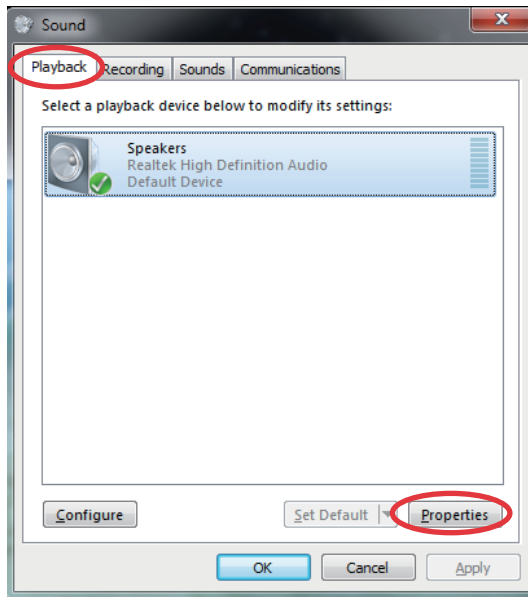 Sound
Playback Recording Sounds Communications
Select a playback device below to modify its settings:
Speakers
Realtek High Definition Audio
Default Device
Configure Set Default Properties
OK Cancel Apply